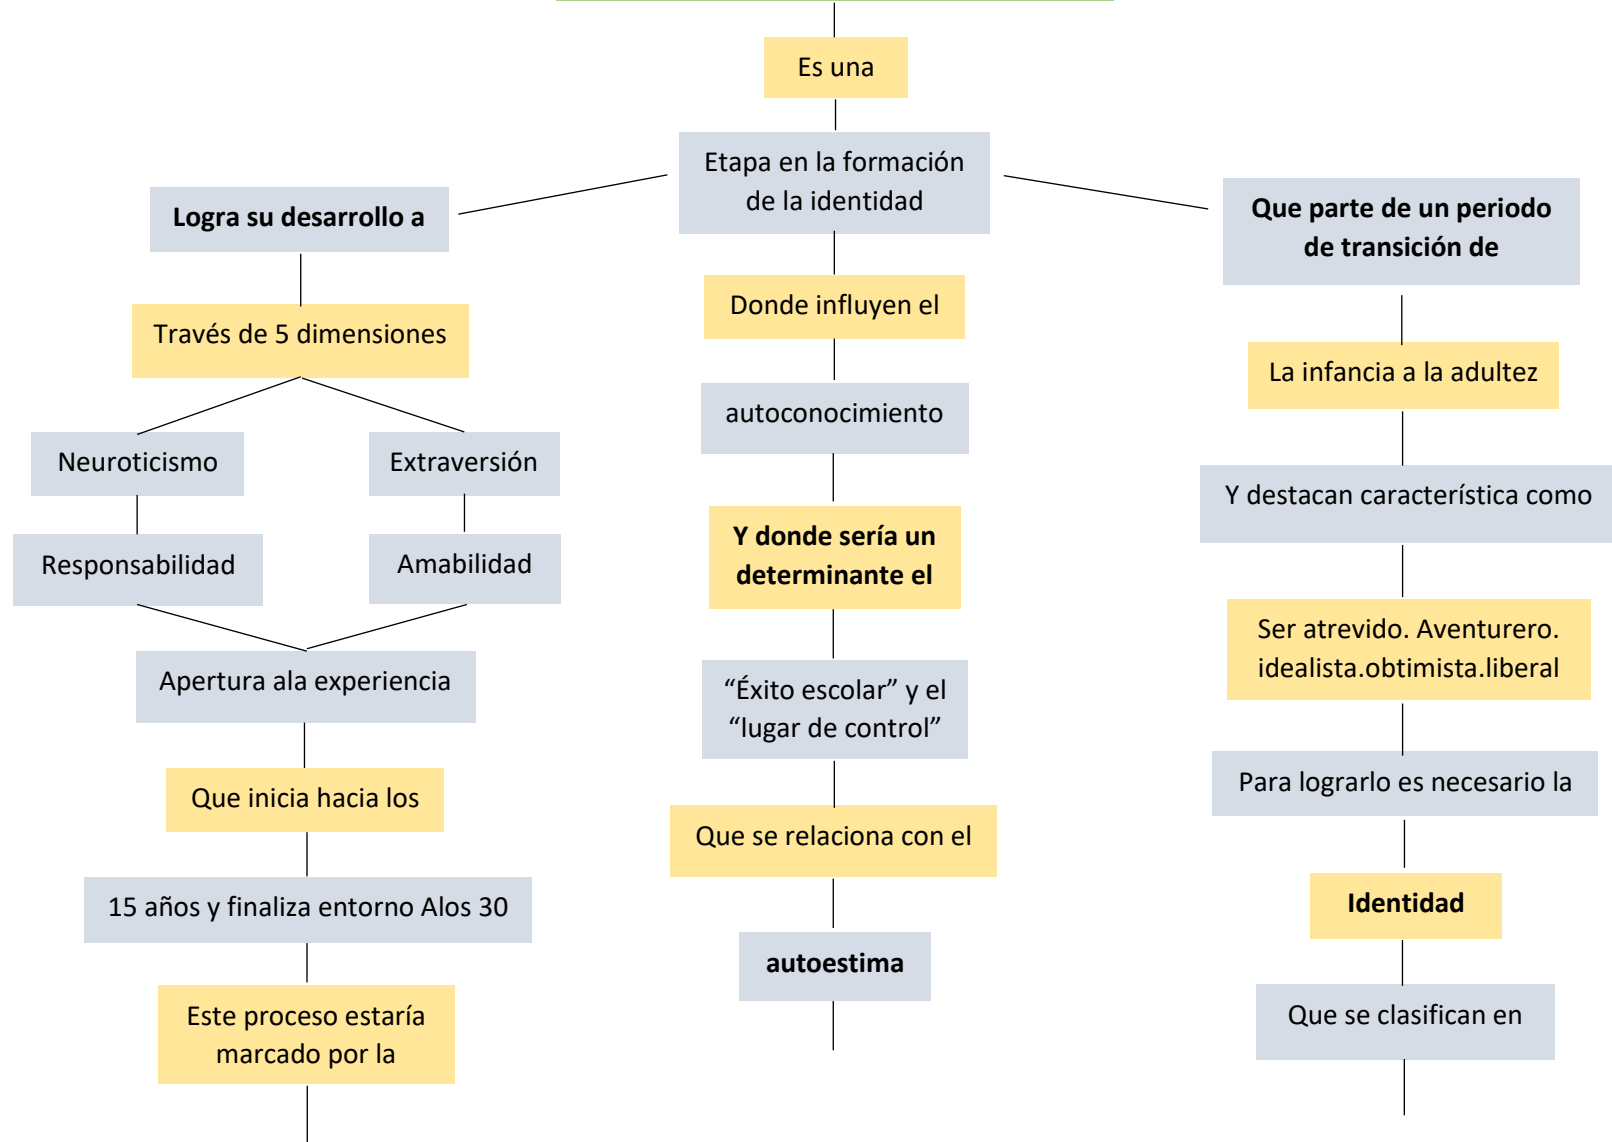 Es una
Etapa en la formación
de la identidad
Logra su desarrollo a
Través de 5 dimensiones
Neuroticismo
Extraversión
Responsabilidad
Amabilidad
Apertura ala experiencia
Que inicia hacia los
15 años y finaliza entorno Alos 30
Este proceso estaría
marcado por la
Donde influyen el
autoconocimiento
Y donde sería un
determinante el
“Éxito escolar” y el
“lugar de control”
Que se relaciona con el
autoestima
Que parte de un periodo
de transición de
La infancia a la adultez
Y destacan característica como
Ser atrevido. Aventurero.
idealista.obtimista.liberal
Para lograrlo es necesario la
Identidad
Que se clasifican en